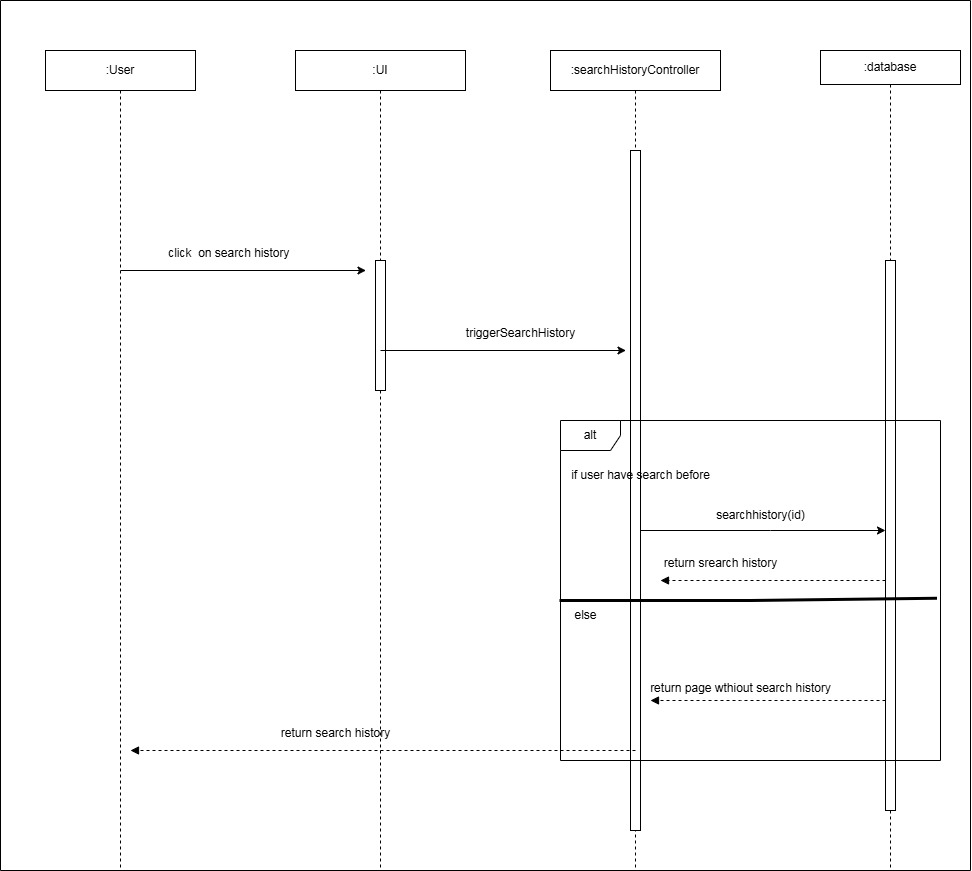 :User
:UI
:searchHistoryController
:database
click  on search history
triggerSearchHistory
alt
if user have search before
searchhistory(id)
return srearch history
else
return page wthiout search history
return search history